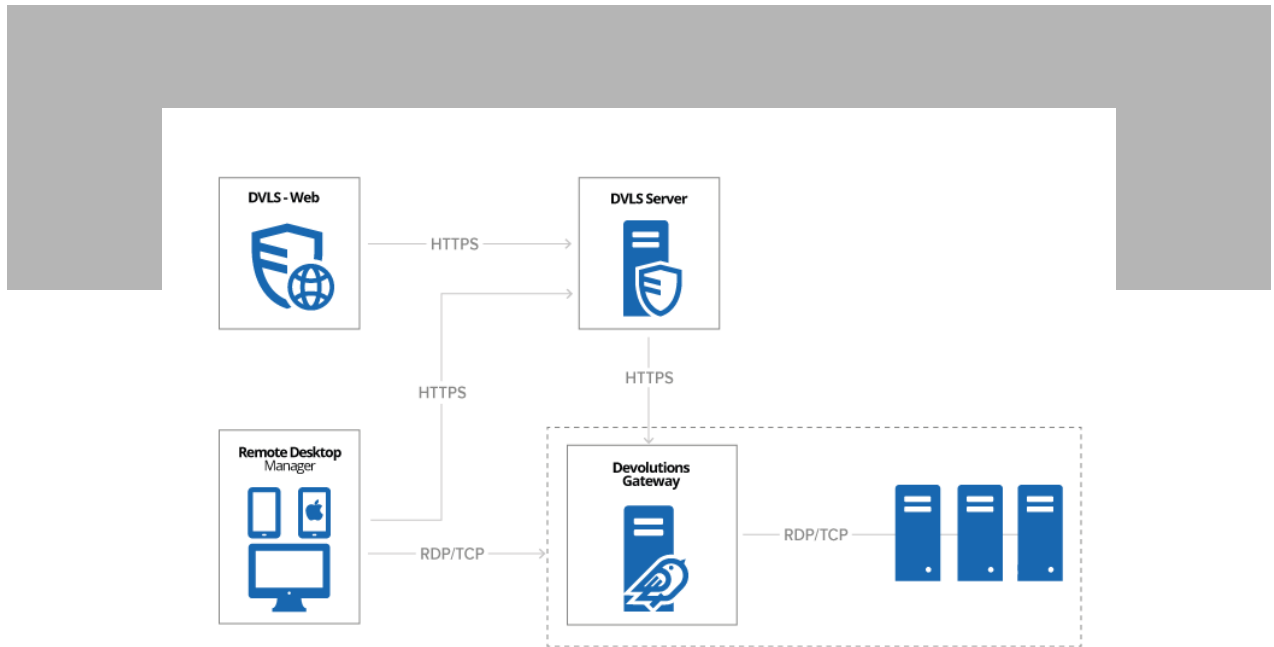 DVLS - Web
DVLS Server
HTTPS
HTTPS
HTTPS
Remote Desktop
Manager
Devolutions
Gateway
RDP/TCP
RDP/TCP